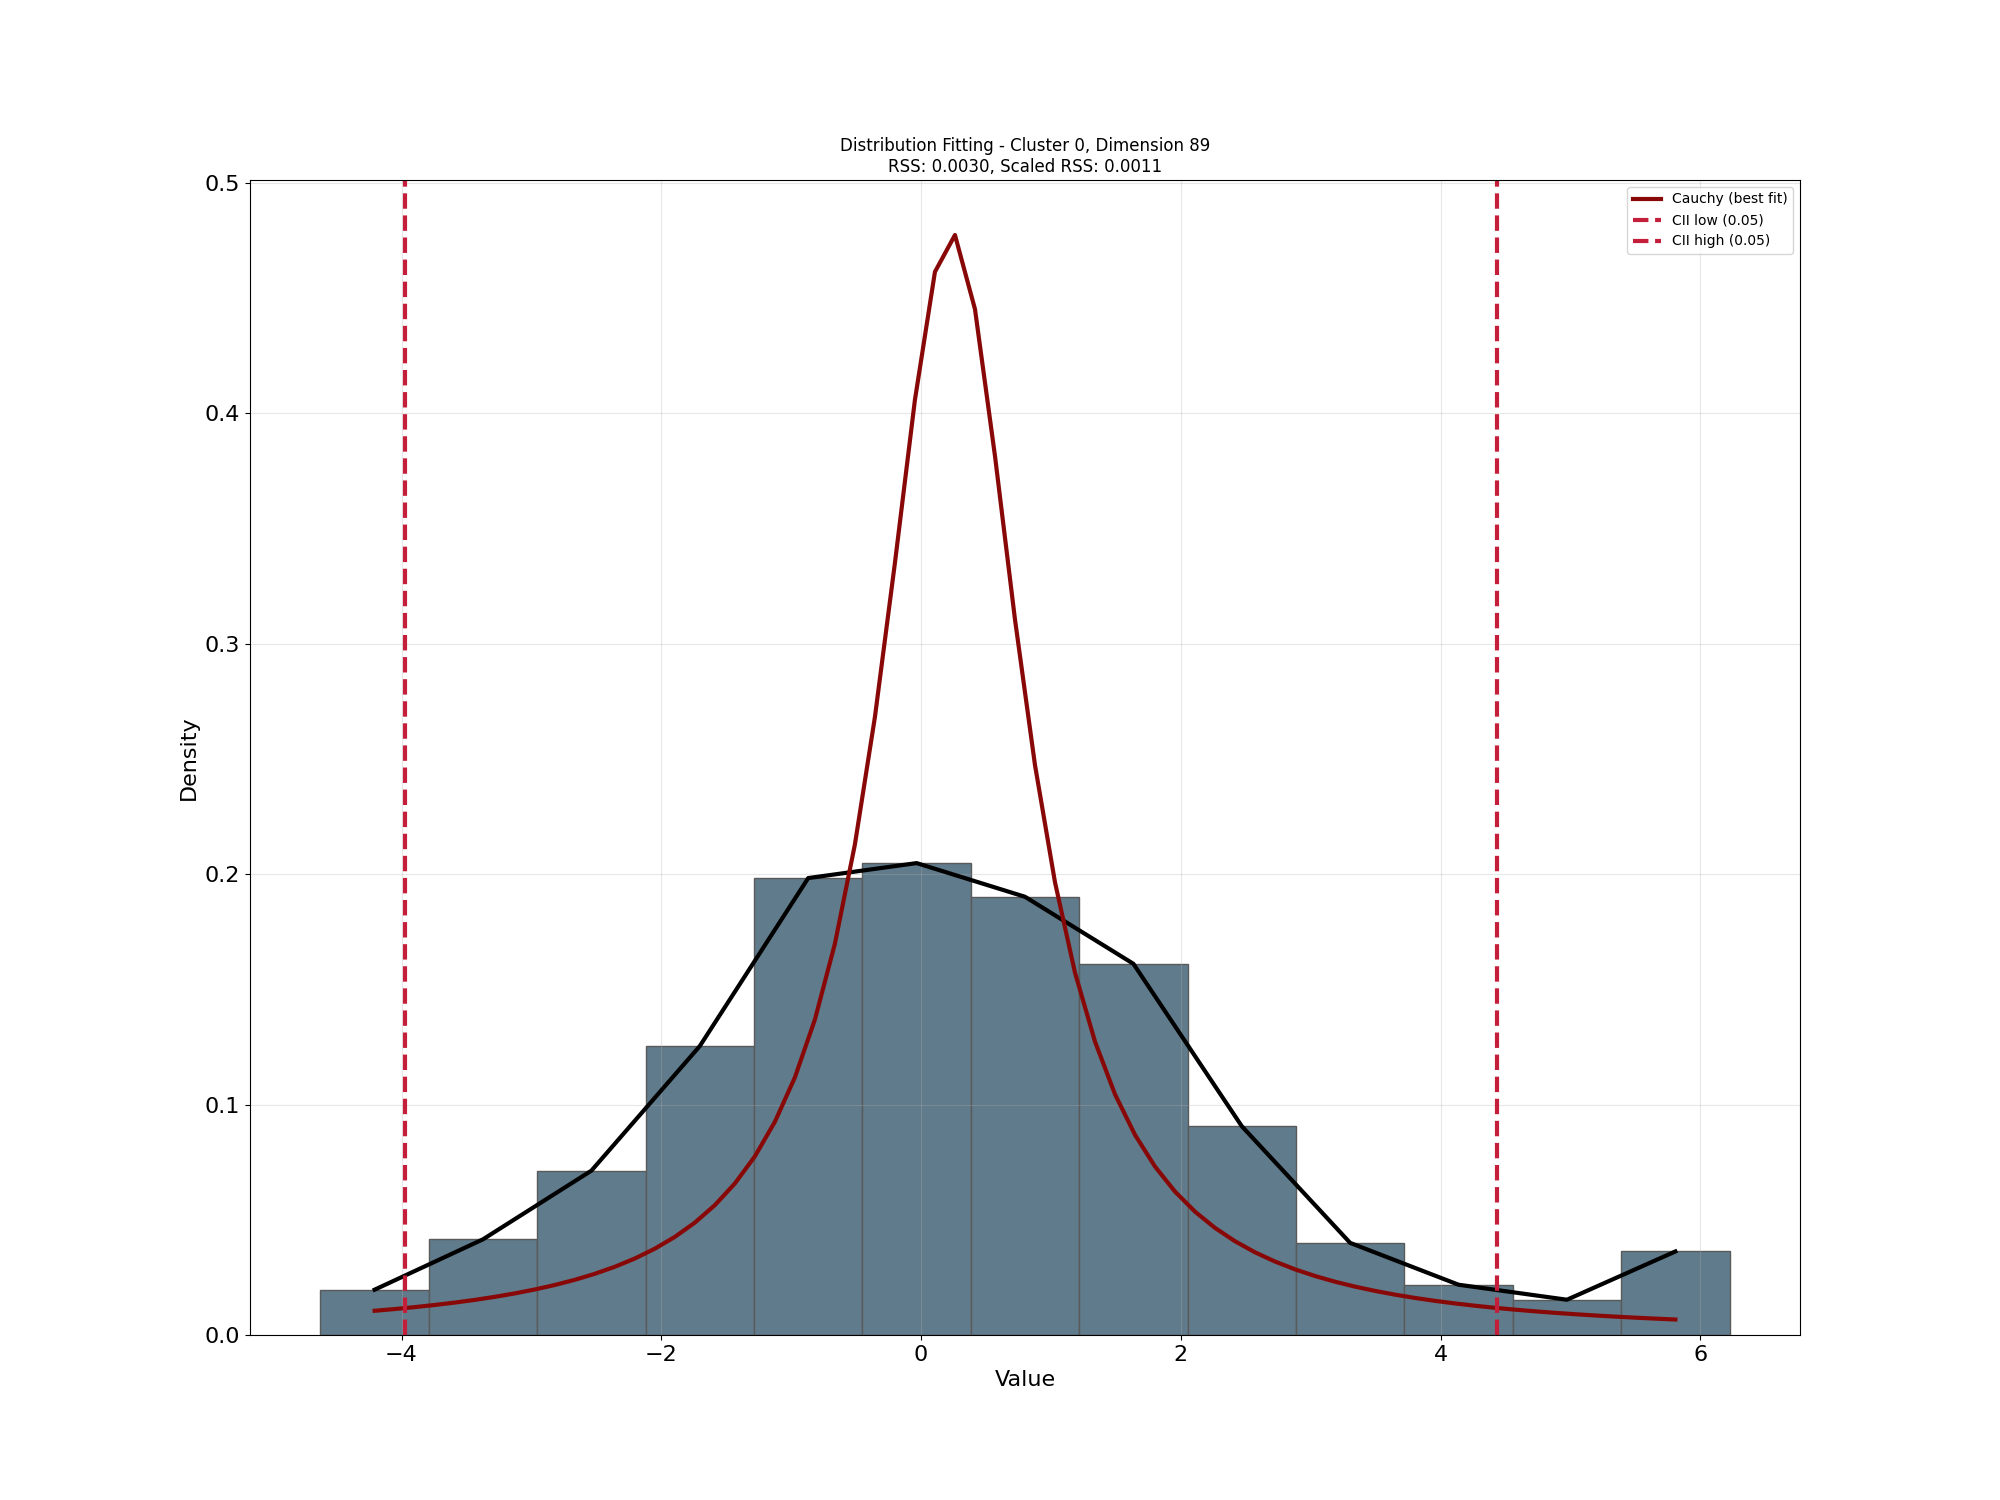 Distribution Fitting - Cluster 0, Dimension 89
RSS: 0.0030, Scaled RSS: 0.0011
Cauchy (best fit)
CII low (0.05)
CII high (0.05)
0.5
0.4
0.3
0.2
0.1
0.0
Density
−4
−2
0
2
4
6
Value